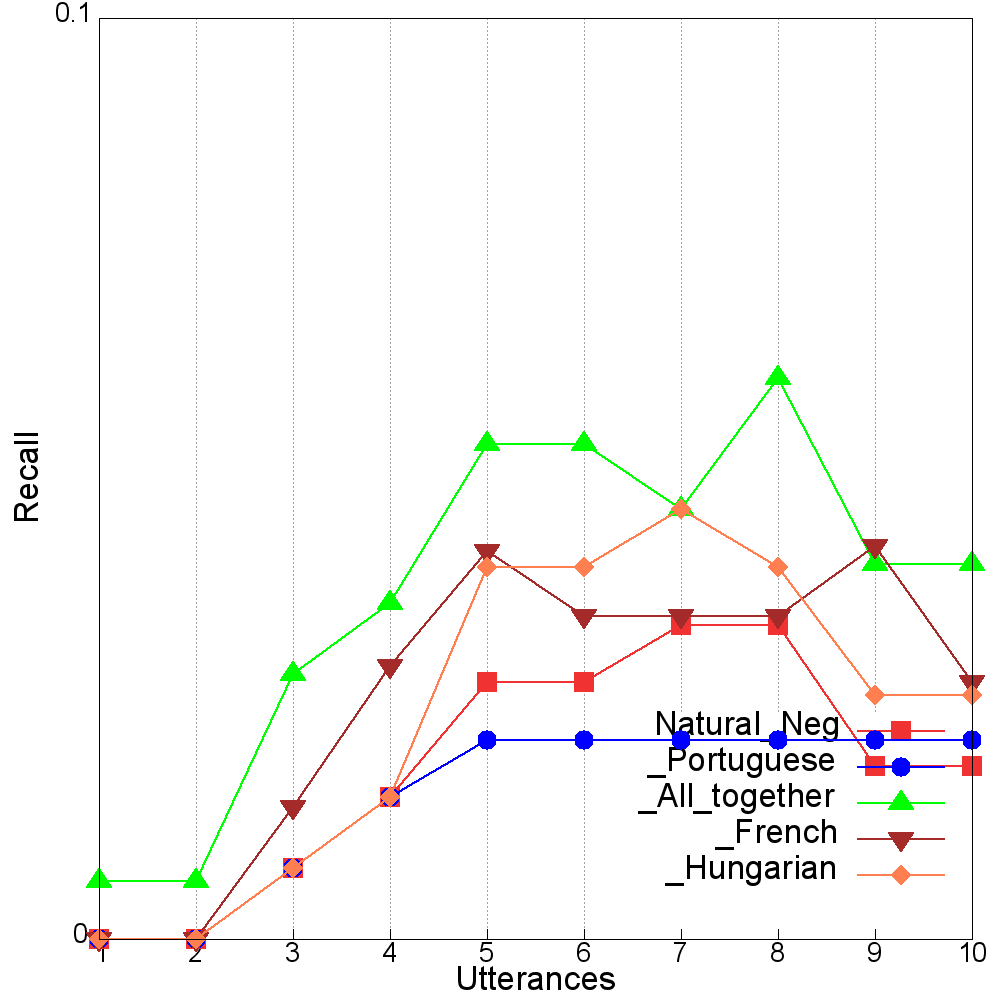 0.1
Recall
Natural_Neg
_Portuguese
_All_together
_French
_Hungarian
0
1 2 3 4 5 6 7 8 9 10
Utterances